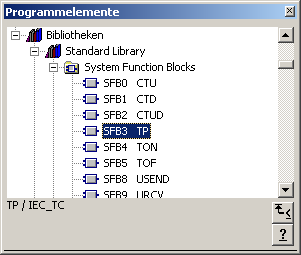 Programmelemente
Bibliotheken
Standard Library
System Function Blocks
SFB0 CTU
SFB1 CTD
SFB2 CTUD
SFB3 TP
SFB4 TON
SFB5 TOF
SFB8 USEND
SFB9 URCV
TP / IEC_TC
?